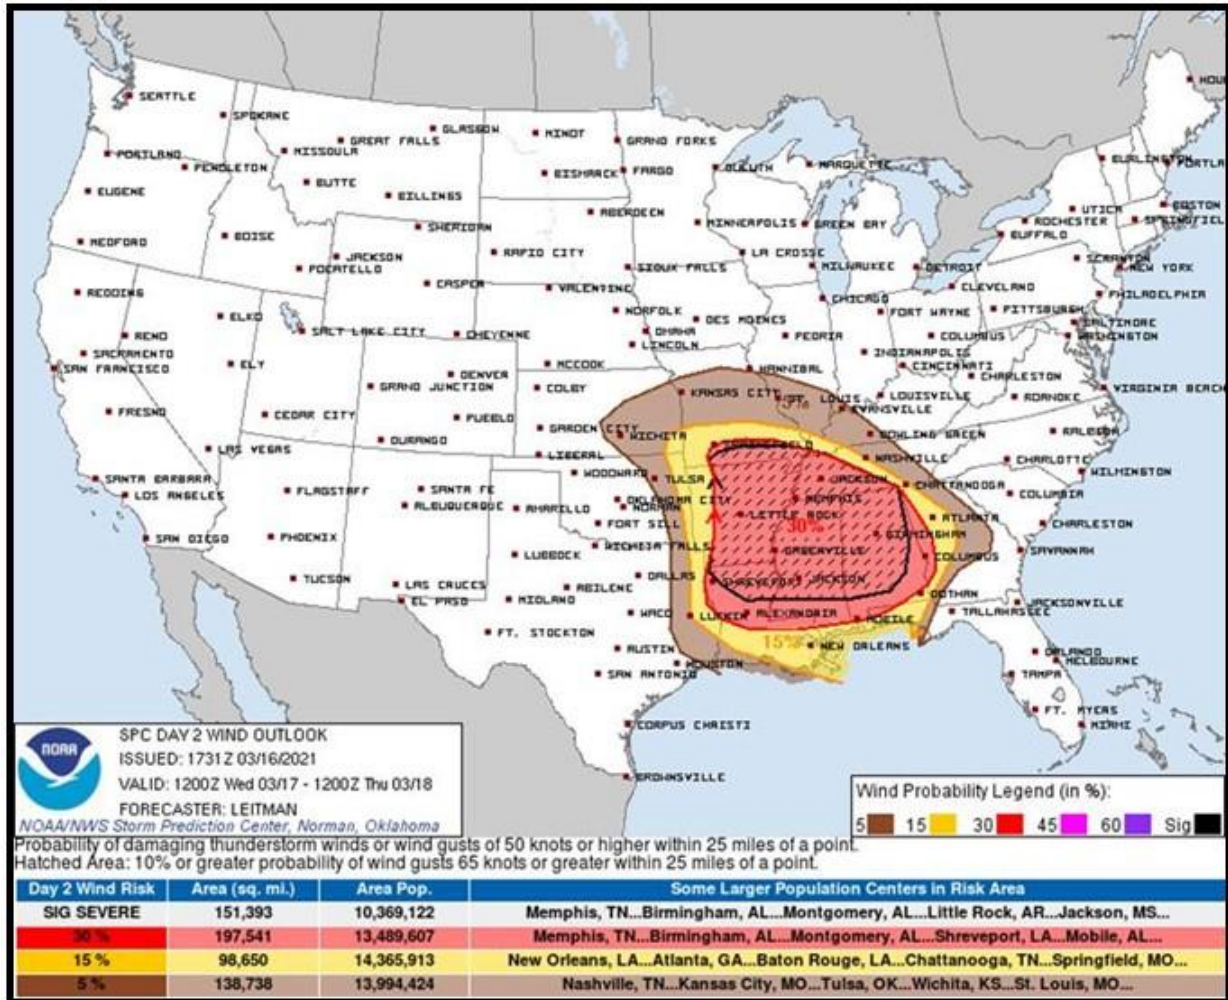 HOU
SEATTLE
SPOKANE
GREAT FALLS
GLASGOW
MINOT
GRAND FORKS
PORTLAND
MISSOULA
PENDLETON
BISMARCK
FARGO
DULUTH
MARQUETTE
BURLINGTON
PORTLA
EUGENE
BUTTE
BILLINGS
ABERDEEN
MINNEAPOLIS
GREEN BAY
UTICA
BOSTON
ROCHESTER
SPRINGFIEL
MEDFORD
BOISE
SHERIDAN
BUFFALO
JACKSON
RAPID CITY
LA CROSSE
SCRANTON
POCATELLO
SIOUX FALLS
MILWAUKEE
DETROIT
NEW YORK
REDDING
CASPER
VALENTINE
CLEVELAND
PHILADELPHIA
ELKO
NORFOLK
DES MOINES
CHICAGO
FORT WAYNE
PITTSBURGH
RENO
SALT LAKE CITY
CHEYENNE
OMAHA
LINCOLN
PEORIA
COLUMBUS
BALTIMORE
WASHINGTON
SACRAMENTO
SAN FRANCISCO
ELY
MCCOOK
HANNIBAL
INDIANAPOLIS
CINCINNATI
DENVER
GRAND JUNCTION
COLBY
KANSAS CITY
ST. LOUIS
LOUISVILLE
CHARLESTON
VIRGINIA BEACH
ROANOKE
FRESNO
CEDAR CITY
PUEBLO
5%
EVANSVILLE
DURANGO
GARDEN CITY
WICHITA
BOWLING GREEN
RALEIGH
LAS VEGAS
LIBERAL
SPRINGFIELD
NASHVILLE
CHARLOTTE
WILMINGTON
SANTA BARBARA
LOS ANGELES
FLAGSTAFF
SANTA FE
WOODWARD
TULSA
JACKSON
CHATTANOOGA
COLUMBIA
ALBUQUERQUE
AMARILLO
OKLAHOMA CITY
NORMAN
MEMPHIS
SAN DIEGO
PHOENIX
FORT SILL
LITTLE ROCK
30%
ATLANTA
CHARLESTON
LUBBOCK
WICHITA FALLS
GREENVILLE
BIRMINGHAM
COLUMBUS
SAVANNAH
TUCSON
LAS CRUCES
EL PASO
ABILENE
MIDLAND
DALLAS
SHREVEPORT
JACKSON
DOTHAN
JACKSONVILLE
TALLAHASSEE
FT. STOCKTON
WACO
LUFKIN
ALEXANDRIA
MOBILE
15%
NEW ORLEANS
AUSTIN
SAN ANTONIO
HOUSTON
ORLANDO
MELBOURNE
TAMPA
CORPUS CHRISTI
FT. MYERS
MIAMI
BROWNSVILLE
NOAA
SPC DAY 2 WIND OUTLOOK
ISSUED: 1731Z 03/16/2021
VALID: 1200Z Wed 03/17 - 1200Z Thu 03/18
FORECASTER: LEITMAN
NOAA/NWS Storm Prediction Center, Norman, Oklahoma
Wind Probability Legend (in %):
5 15 30 45 60 Sig
Probability of damaging thunderstorm winds or wind gusts of 50 knots or higher within 25 miles of a point.
Hatched Area: 10% or greater probability of wind gusts 65 knots or greater within 25 miles of a point.
Day 2 Wind Risk Area (sq. mi.) Area Pop. Some Larger Population Centers in Risk Area
SIG SEVERE 151,393 10,369,122 Memphis, TN...Birmingham, AL...Montgomery, AL...Little Rock, AR...Jackson, MS...
30 % 197,541 13,489,607 Memphis, TN...Birmingham, AL...Montgomery, AL...Shreveport, LA...Mobile, AL...
15 % 98,650 14,365,913 New Orleans, LA...Atlanta, GA...Baton Rouge, LA...Chattanooga, TN...Springfield, MO...
5 % 138,738 13,994,424 Nashville, TN...Kansas City, MO...Tulsa, OK...Wichita, KS...St. Louis, MO...